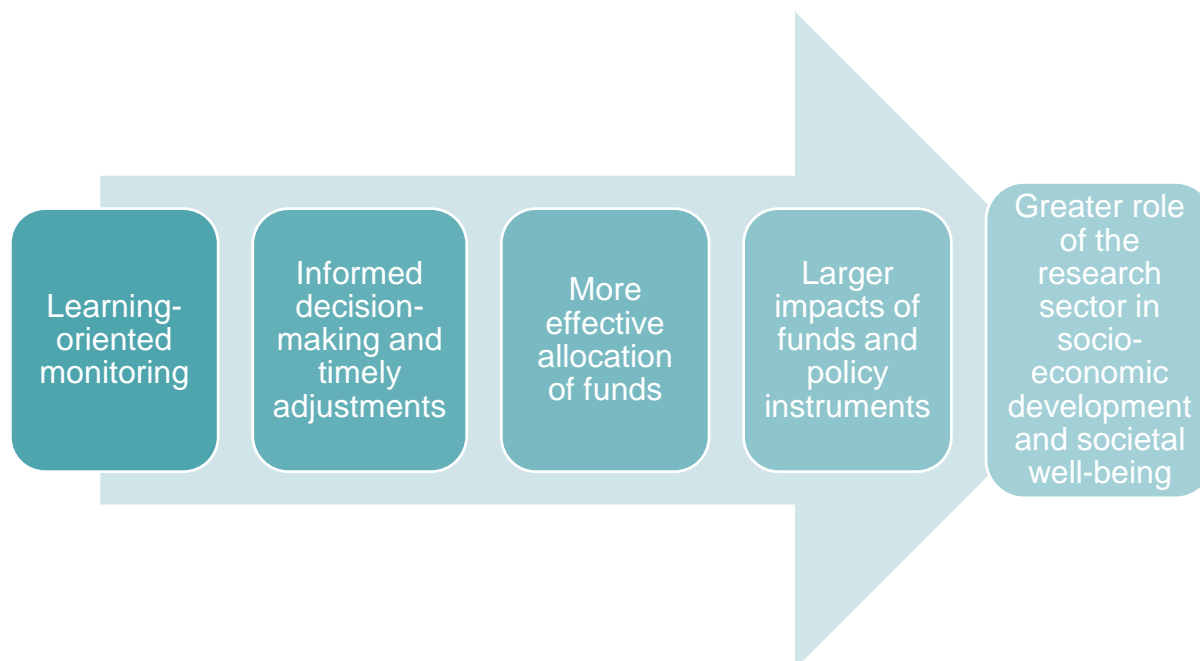 Learning-
oriented
monitoring
Informed
decision-
making and
timely
adjustments
More
effective
allocation
of funds
Larger
impacts of
funds and
policy
instruments
Greater role
of the
research
sector in
socio-
economic
development
and societal
well-being